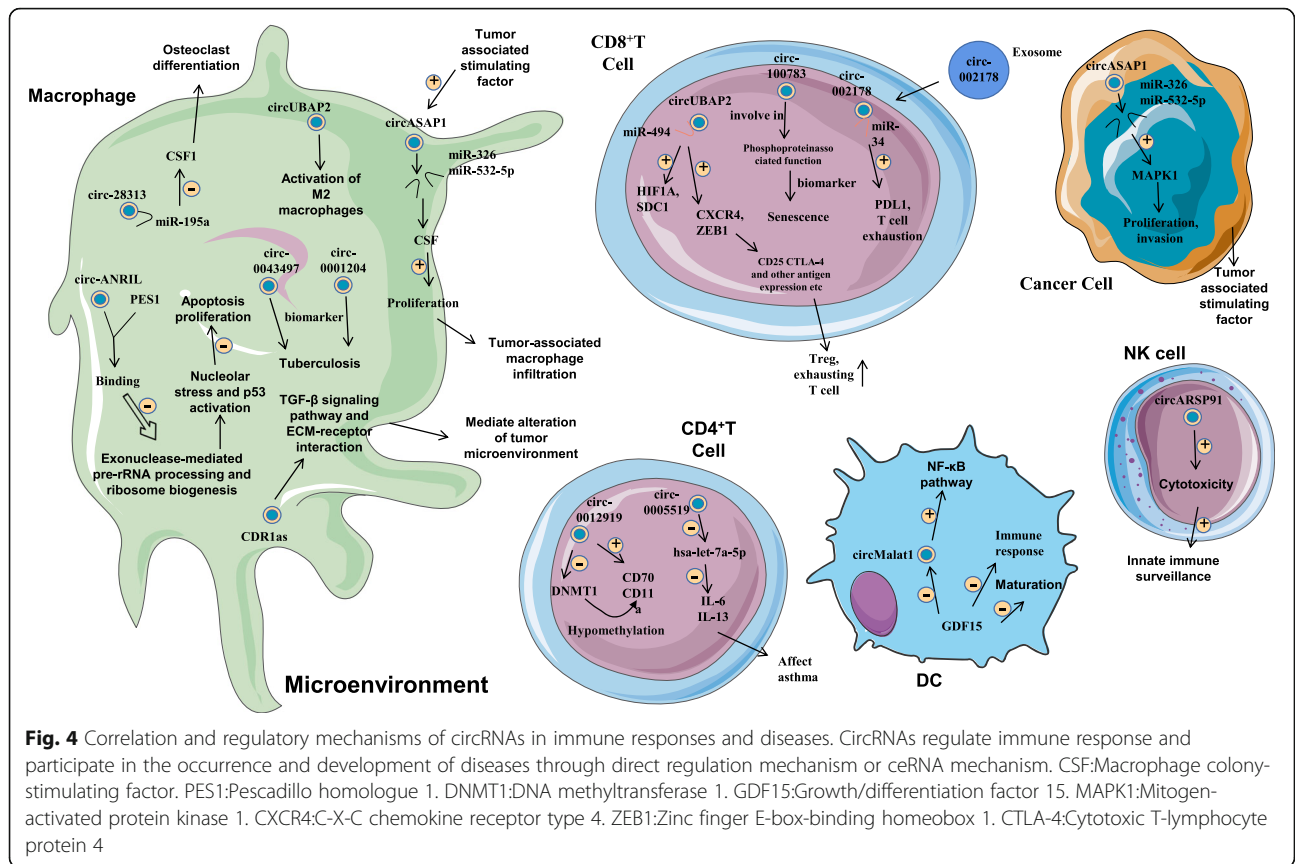 Macrophage
Osteoclast
differentiation
Tumor
associated
stimulating
factor
+
circUBAP2
circASAP1
miR-326
miR-532-5p
CSF1
-
circ-28313
miR-195a
Activation of
M2
macrophages
CSF
+
circ-ANRIL
PES1
circ-
0043497
circ-
0001204
Apoptosis
proliferation
biomarker
Proliferation
-
Tuberculosis
Tumor-associated
macrophage
infiltration
Binding
-
Nucleolar
stress and p53
activation
TGF-β signaling
pathway and
ECM-receptor
interaction
Mediate alteration
of tumor
microenvironment
Exonuclease-mediated
pre-rRNA processing and
ribosome biogenesis
CDR1as
Microenvironment
CD8+T
Cell
circ-
100783
circ-
002178
circ-
002178
Exosome
circUBAP2
miR-494
involve in
miR-
34
+
+
+
Phosphoproteinasso
ciated function
HIF1A,
SDC1
biomarker
CXCR4,
ZEB1
Senescence
PDL1,
T cell
exhaustion
CD25 CTLA-4
and other antigen
expression etc
Treg,
exhausting
T cell
circASAP1
miR-326
miR-532-5p
+
MAPK1
Proliferation,
invasion
Cancer Cell
Tumor
associated
stimulating
factor
CD4+T
Cell
circ-
0012919
circ-
0005519
-
+
-
hsa-let-7a-5p
DNMT1
CD70
CD11
a
-
IL-6
IL-13
Hypomethylation
Affect
asthma
NF-κB
pathway
+
circMalat1
Immune
response
-
-
Maturation
-
GDF15
DC
NK cell
circARSP91
+
Cytotoxicity
+
Innate immune
surveillance
Fig. 4 Correlation and regulatory mechanisms of circRNAs in immune responses and diseases. CircRNAs regulate immune response and
participate in the occurrence and development of diseases through direct regulation mechanism or ceRNA mechanism. CSF:Macrophage colony-
stimulating factor. PES1:Pescadillo homologue 1. DNMT1:DNA methyltransferase 1. GDF15:Growth/differentiation factor 15. MAPK1:Mitogen-
activated protein kinase 1. CXCR4:C-X-C chemokine receptor type 4. ZEB1:Zinc finger E-box-binding homeobox 1. CTLA-4:Cytotoxic T-lymphocyte
protein 4